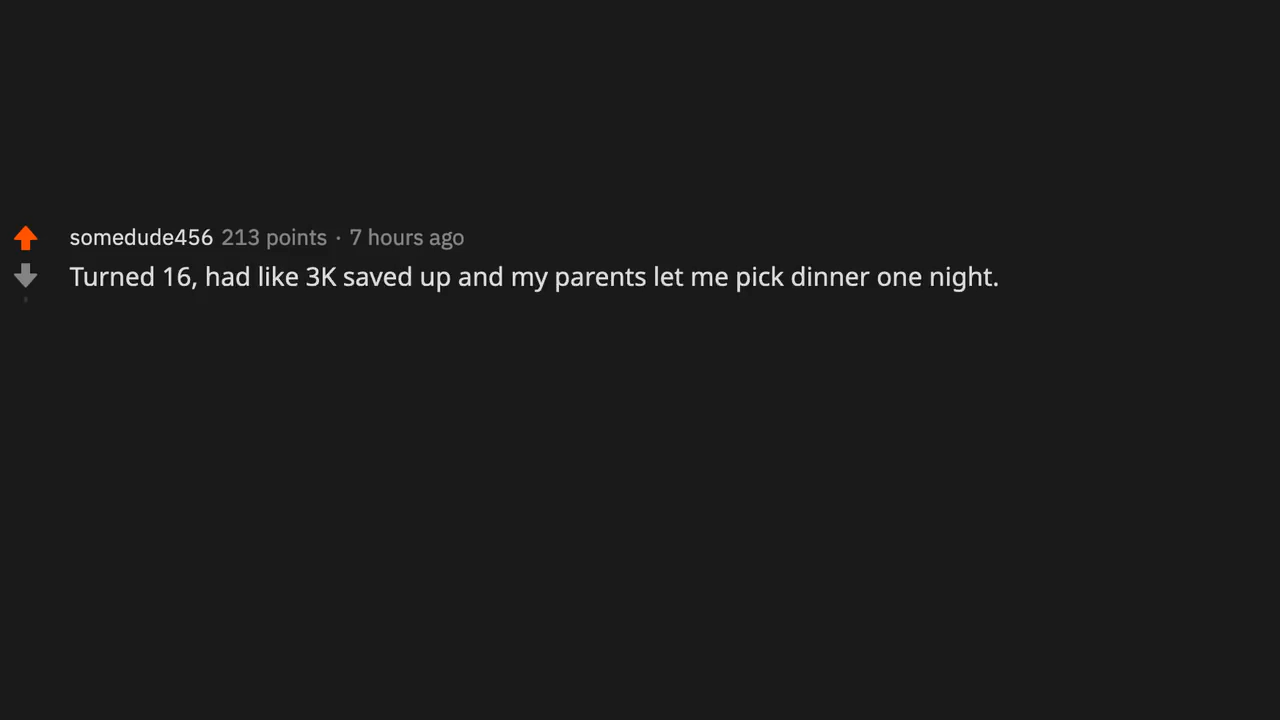 somedude456 213 points · 7 hours ago
Turned 16, had like 3K saved up and my parents let me pick dinner one night.